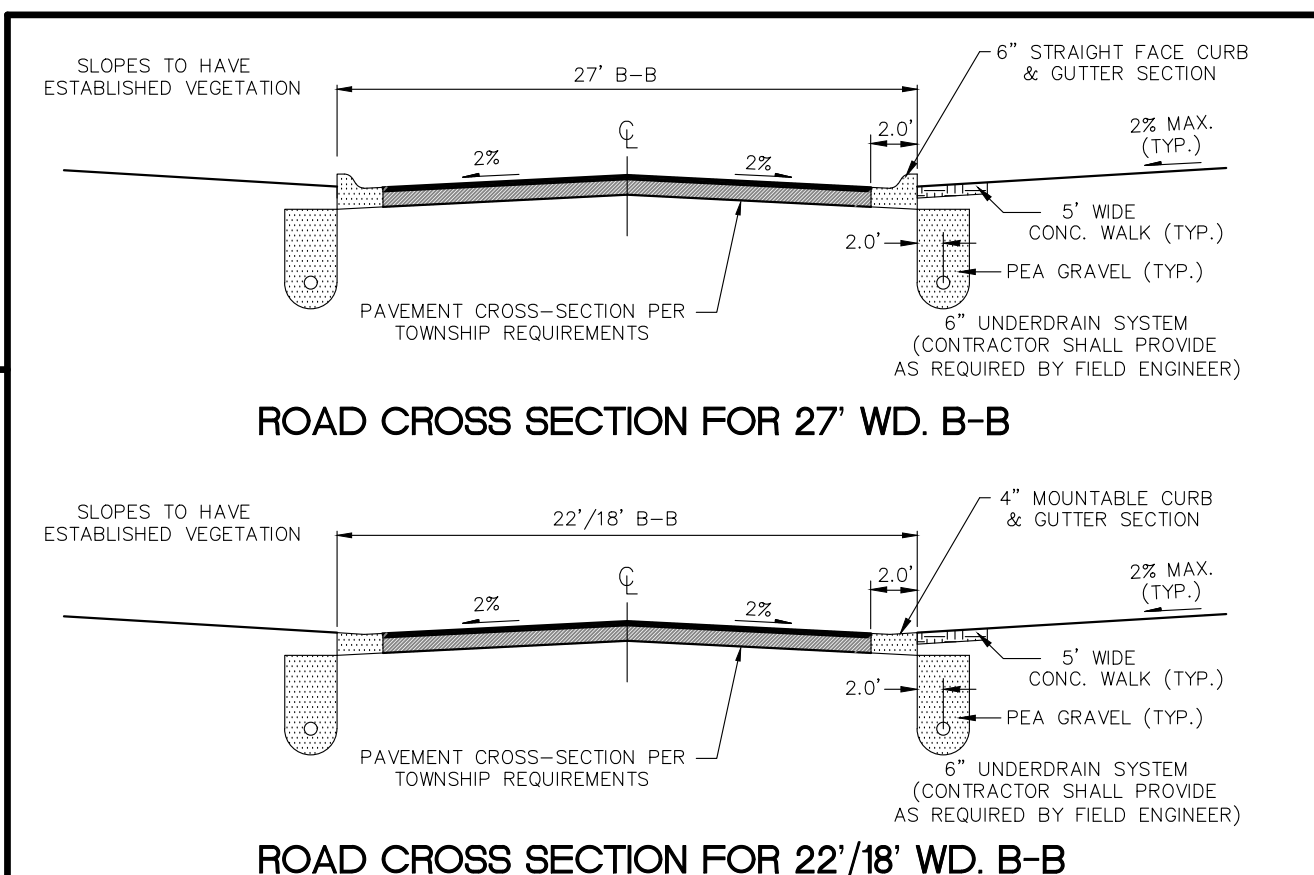 SLOPES TO HAVE
ESTABLISHED VEGETATION
27' B-B
6" STRAIGHT FACE CURB
& GUTTER SECTION
℄
2.0'
2% MAX.
(TYP.)
2%
2%
5' WIDE
CONC. WALK (TYP.)
2.0'
PEA GRAVEL (TYP.)
PAVEMENT CROSS-SECTION PER
TOWNSHIP REQUIREMENTS
6" UNDERDRAIN SYSTEM
(CONTRACTOR SHALL PROVIDE
AS REQUIRED BY FIELD ENGINEER)
ROAD CROSS SECTION FOR 27' WD. B-B
SLOPES TO HAVE
ESTABLISHED VEGETATION
22'/18' B-B
4" MOUNTABLE CURB
& GUTTER SECTION
℄
2.0'
2% MAX.
(TYP.)
2%
2%
5' WIDE
CONC. WALK (TYP.)
2.0'
PEA GRAVEL (TYP.)
PAVEMENT CROSS-SECTION PER
TOWNSHIP REQUIREMENTS
6" UNDERDRAIN SYSTEM
(CONTRACTOR SHALL PROVIDE
AS REQUIRED BY FIELD ENGINEER)
ROAD CROSS SECTION FOR 22'/18' WD. B-B